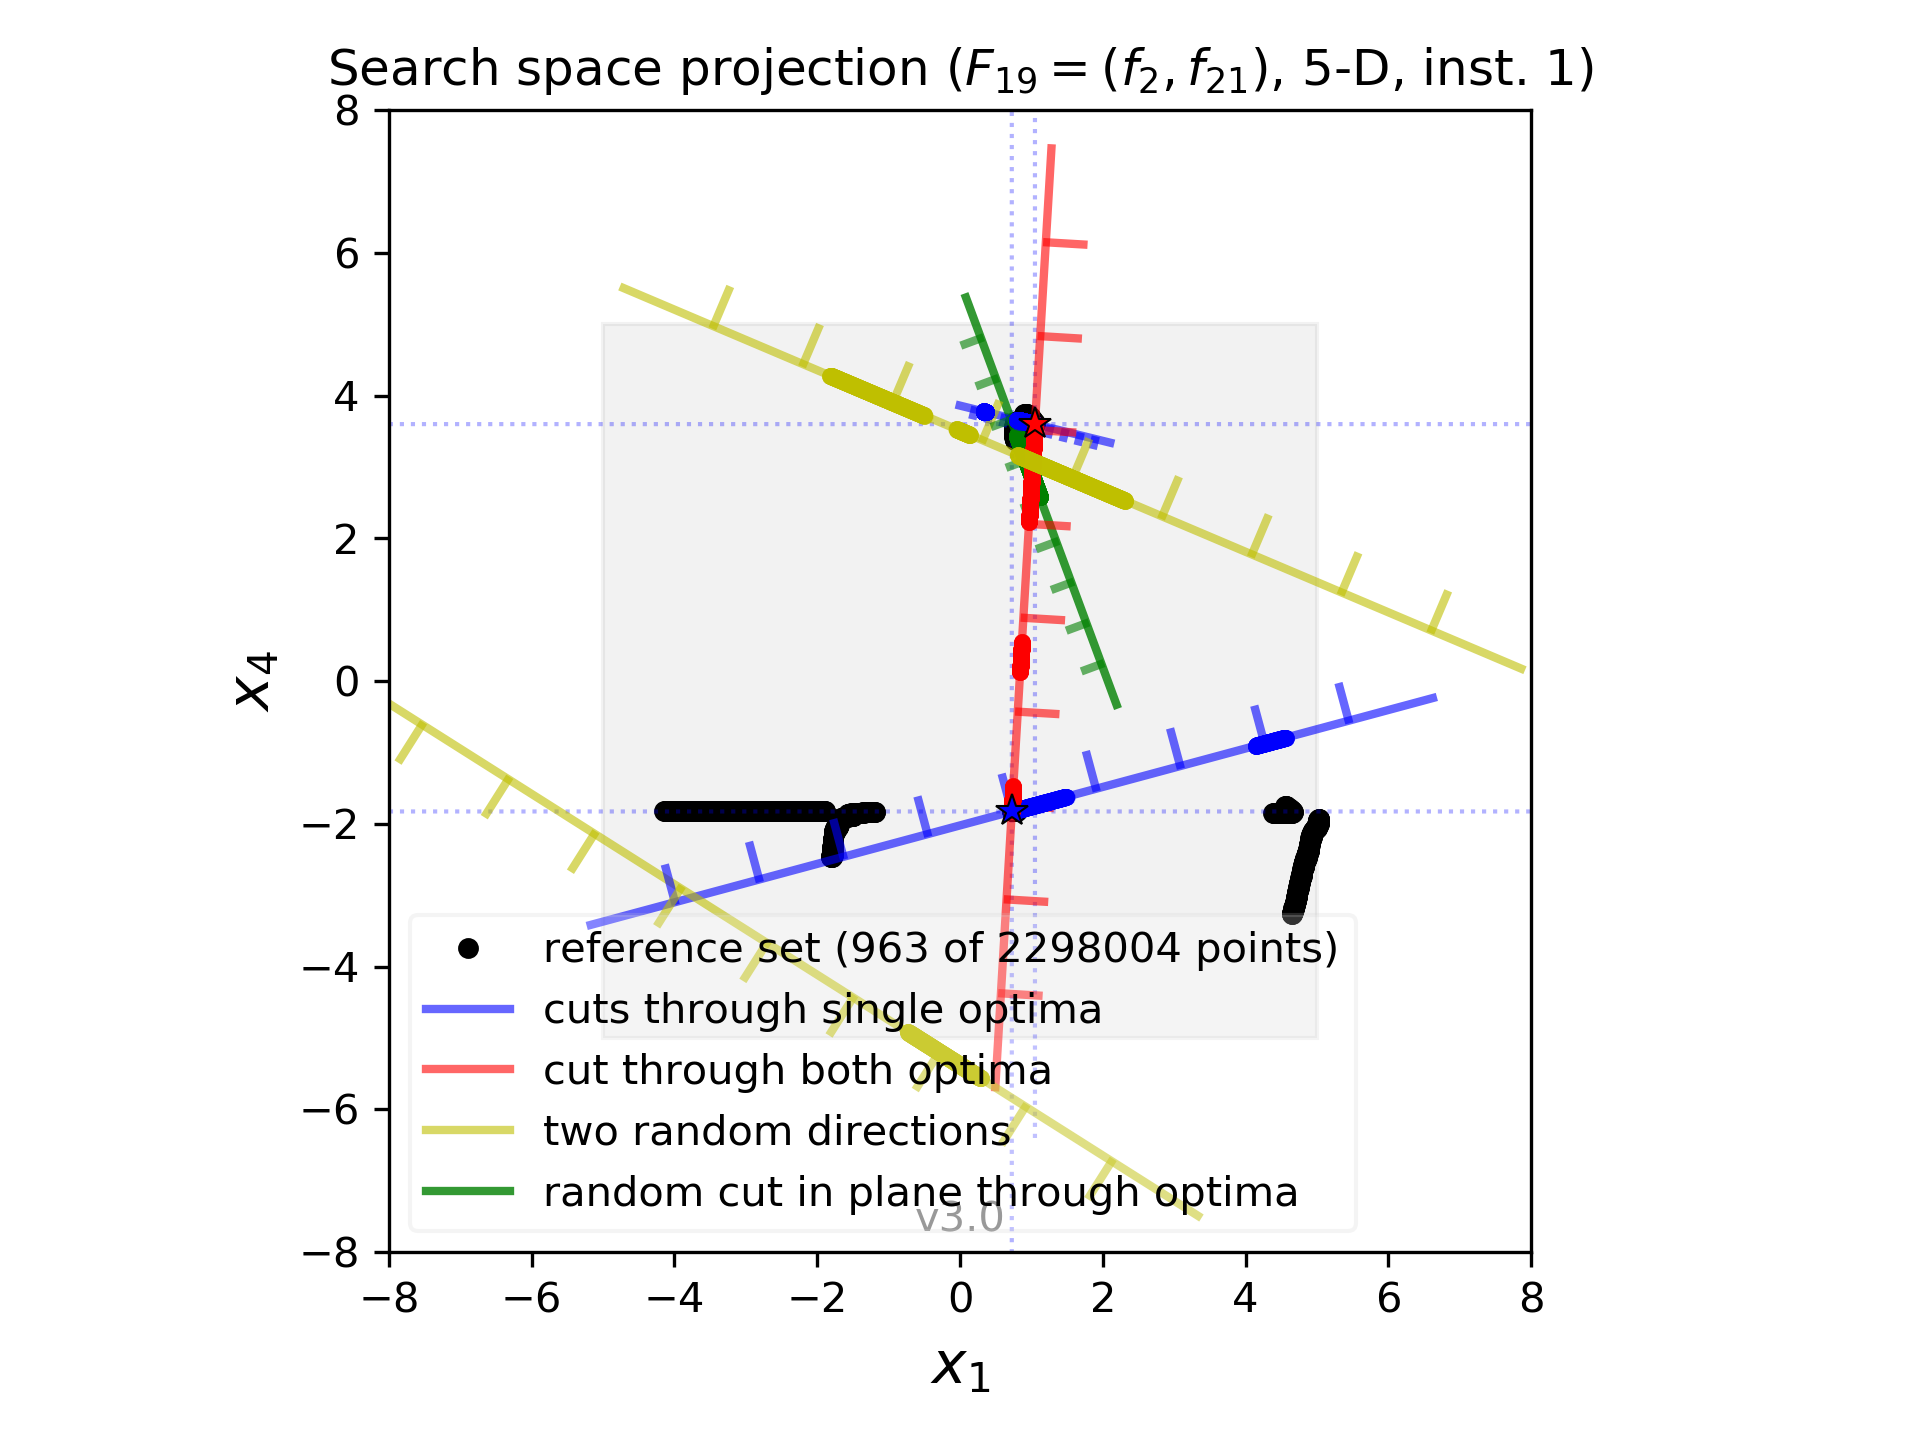 Search space projection (F₁₉ = (f₂, f₂₁), 5-D, inst. 1)
8
6
4
2
0
−2
−4
−6
−8
x₄
reference set (963 of 2298004 points)
cuts through single optima
cut through both optima
two random directions
random cut in plane through optima
v3.0
−8 −6 −4 −2 0 2 4 6 8
x₁